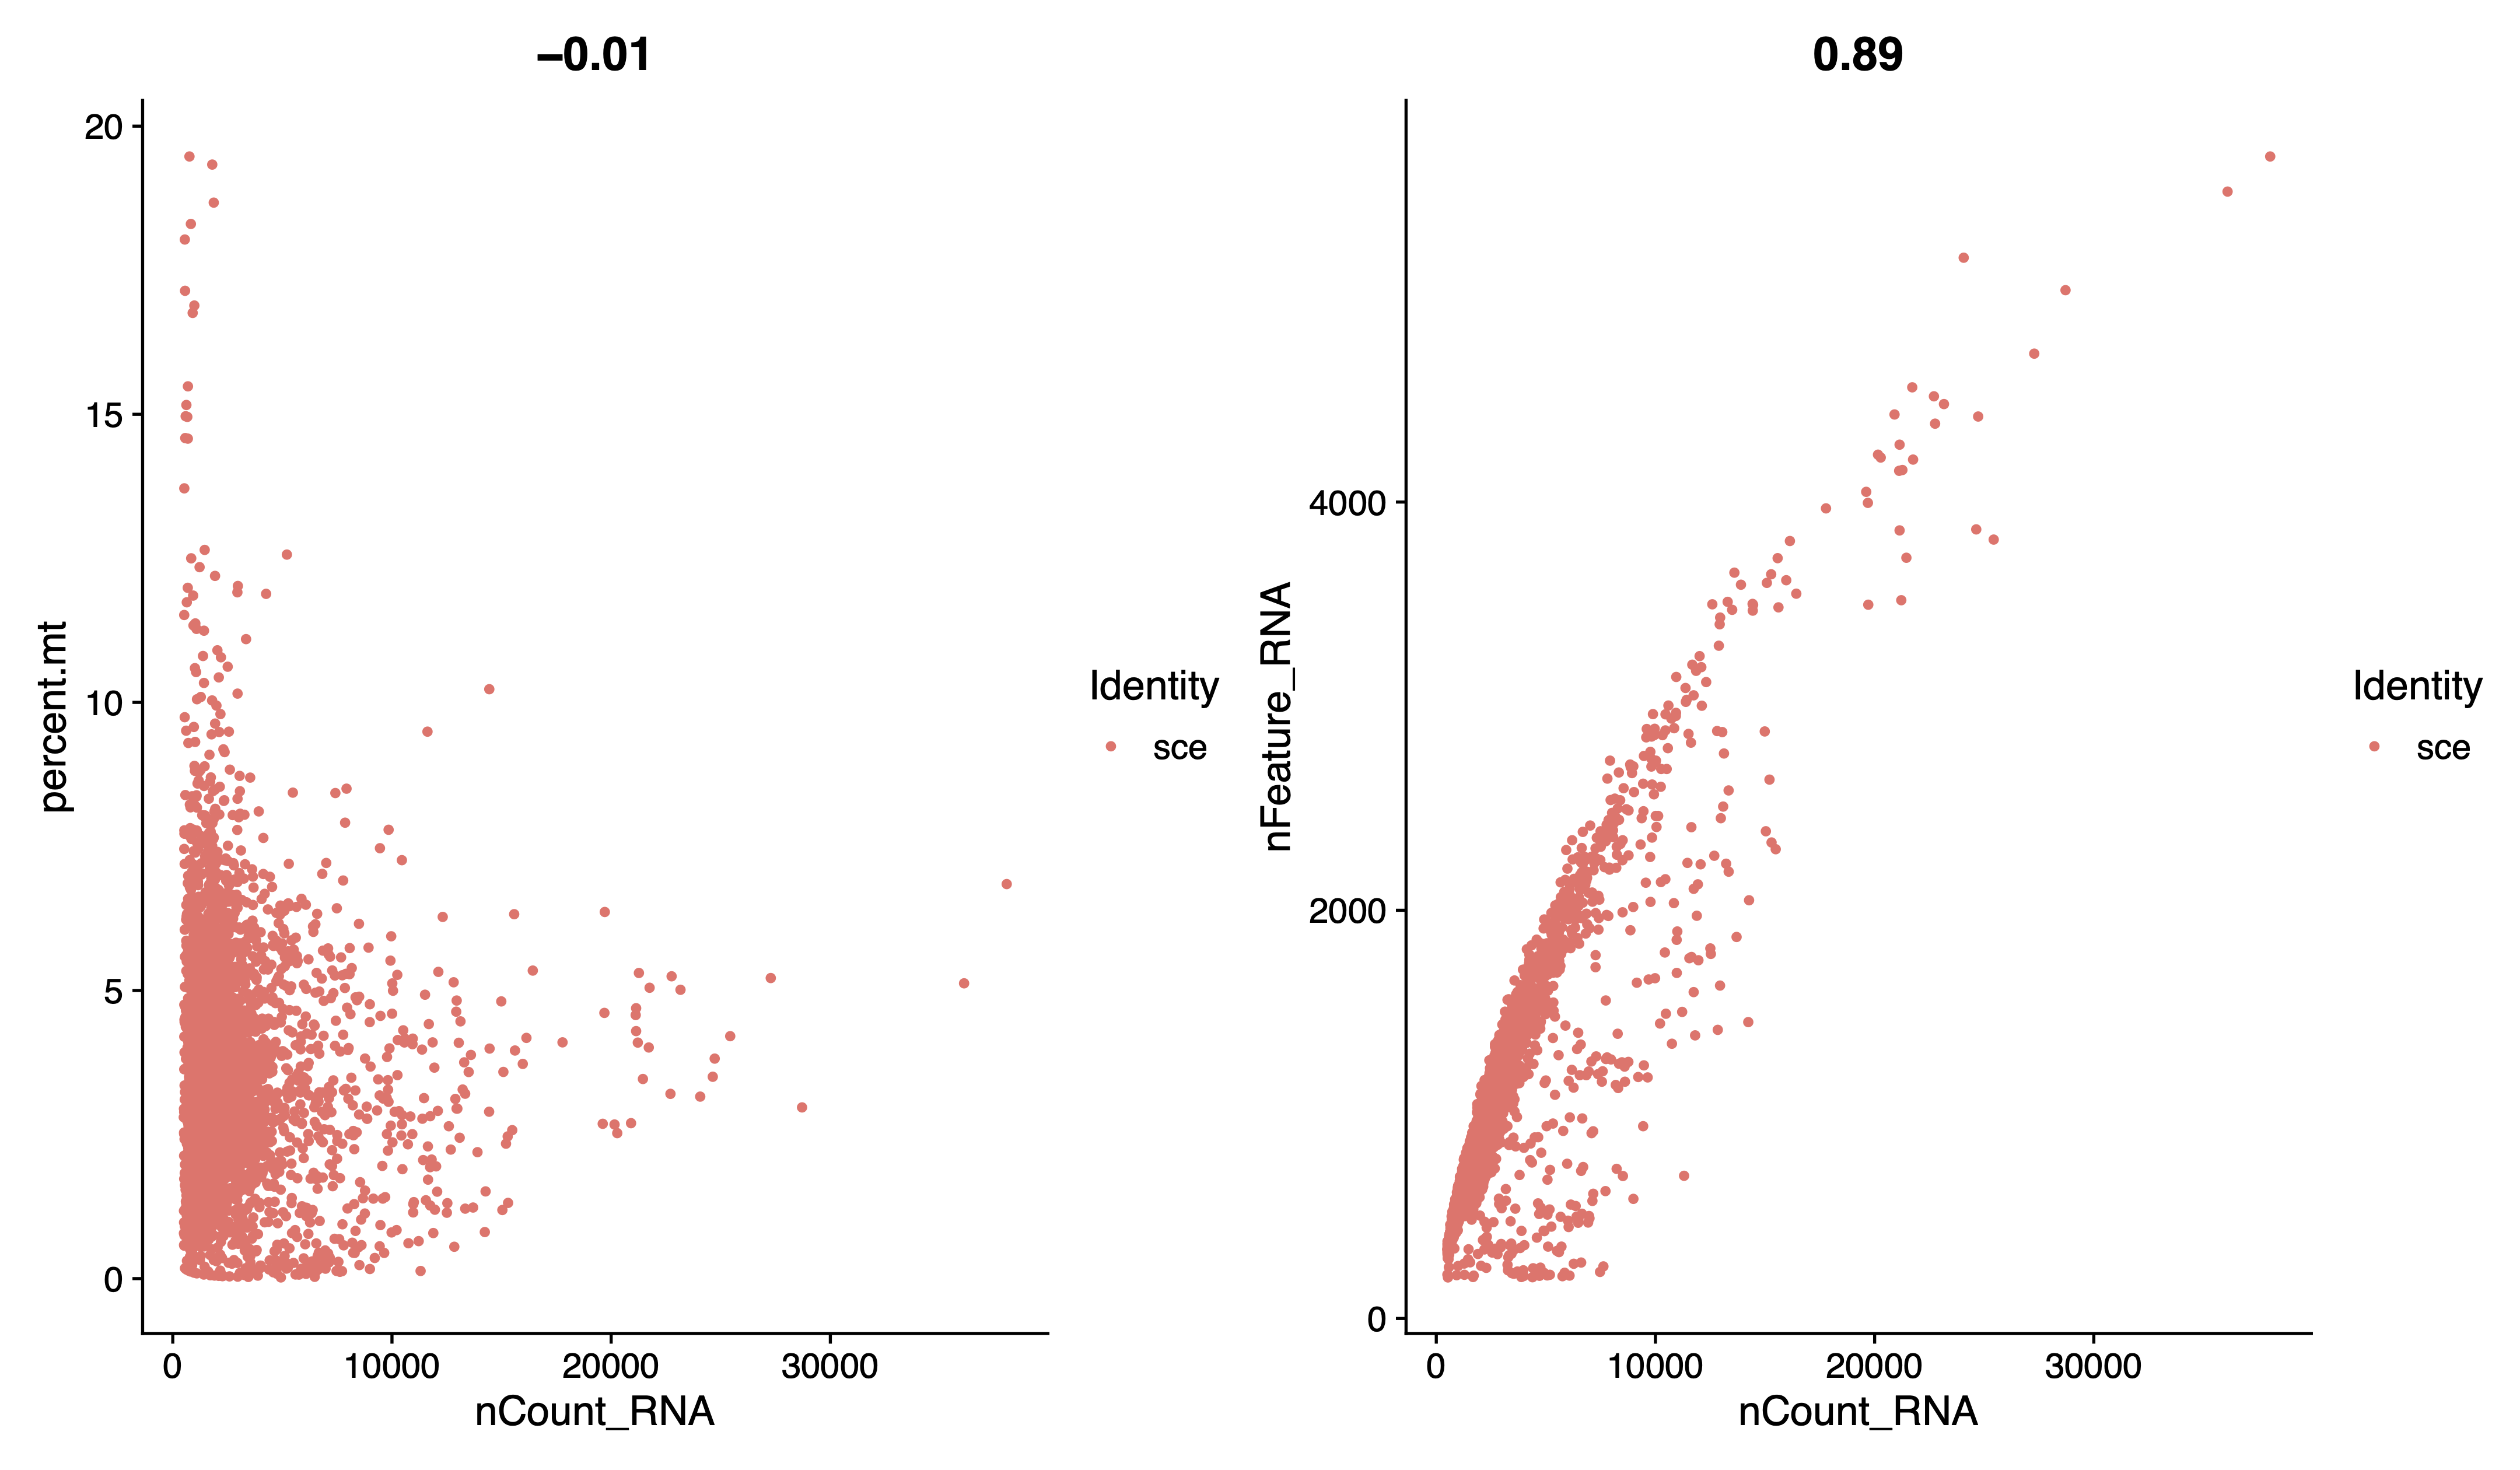 −0.01
20
15
10
5
0
percent.mt
0 10000 20000 30000
nCount_RNA
Identity
sce
0.89
4000
2000
0
nFeature_RNA
0 10000 20000 30000
nCount_RNA
Identity
sce